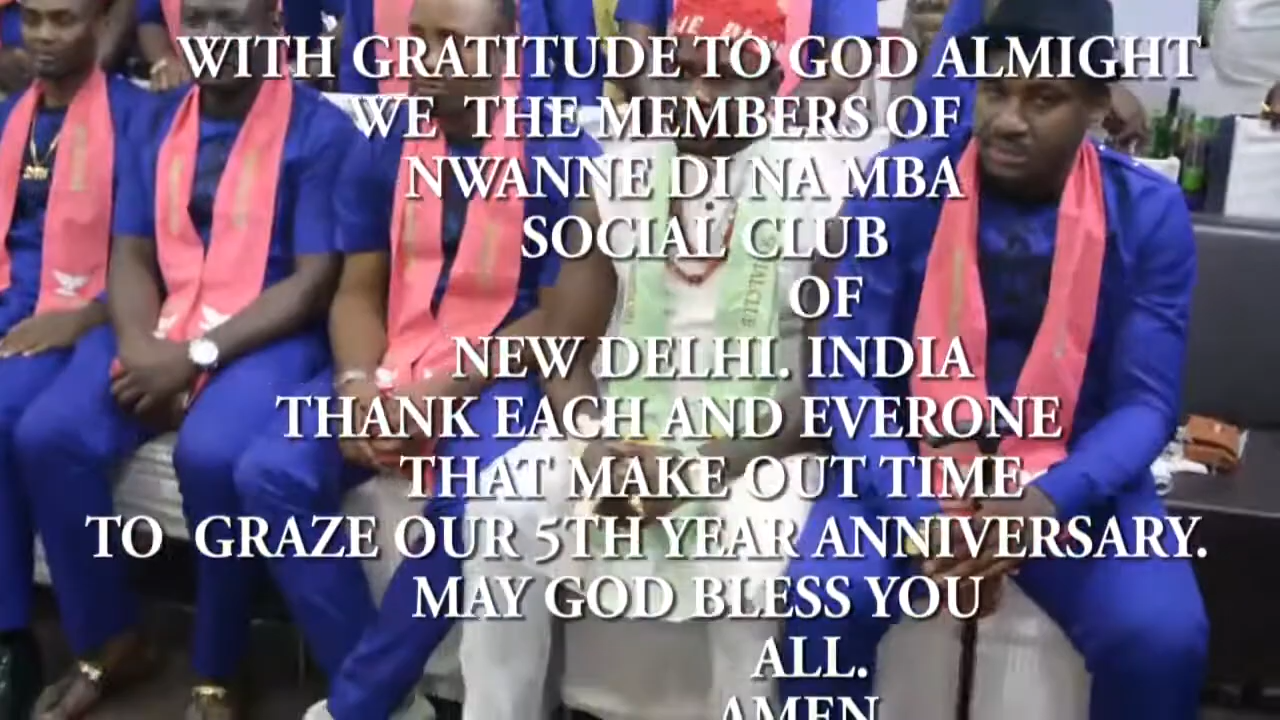 WITH GRATITUDE TO GOD ALMIGHT
WE THE MEMBERS OF
NWANNE DI NA MBA
SOCIAL CLUB
OF
NEW DELHI. INDIA
THANK EACH AND EVERONE
THAT MAKE OUT TIME
TO GRAZE OUR 5TH YEAR ANNIVERSARY.
MAY GOD BLESS YOU
ALL.
AMEN